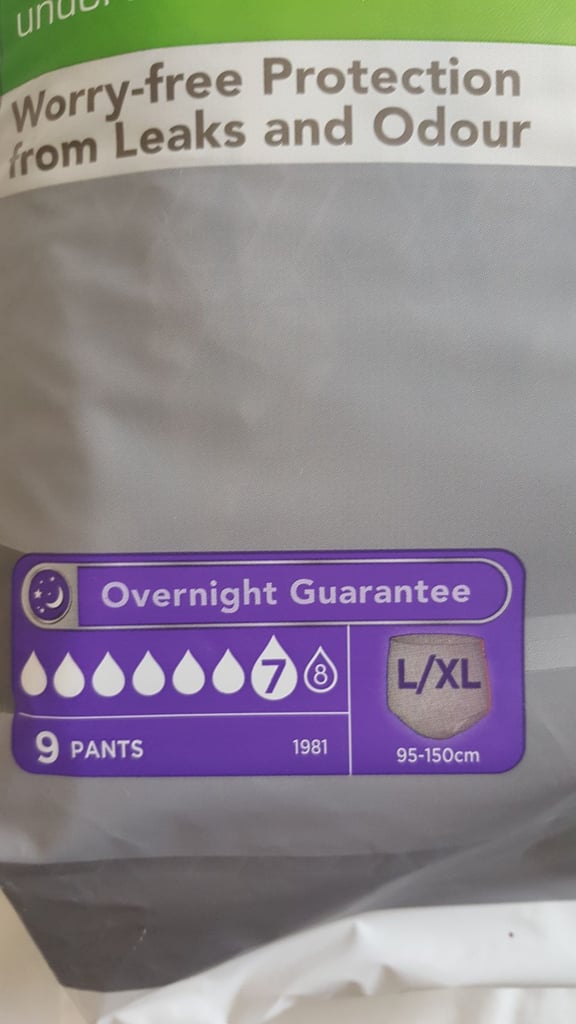 Worry-free Protection
from Leaks and Odour
Overnight Guarantee
7 8
L/XL
9 PANTS 1981
95-150cm